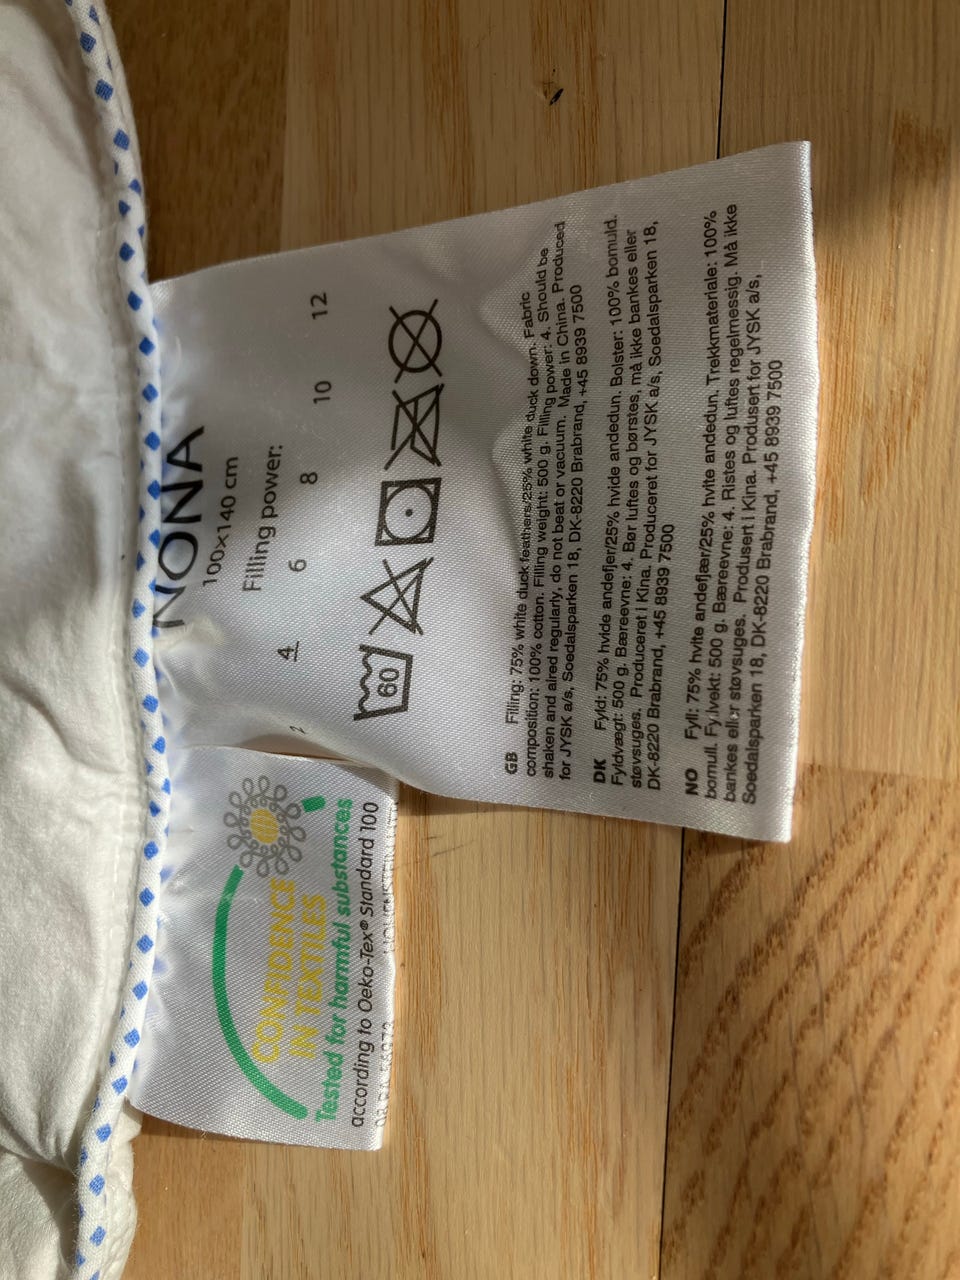 NONA
100x140 cm
Filling power:
2 4 6 8 10 12
60
GB Filling: 75% white duck feathers/25% white duck down. Fabric
composition: 100% cotton. Filling weight: 500 g. Filling power: 4. Should be
shaken and aired regularly, do not beat or vacuum. Made in China. Produced
for JYSK a/s, Soedalsparken 18, DK-8220 Brabrand, +45 8939 7500
DK Fyld: 75% hvide andefjer/25% hvide andedun. Bolster: 100% bomuld.
Fyldvægt: 500 g. Bæreevne: 4. Bør luftes og børstes, må ikke bankes eller
støvsuges. Produceret i Kina. Produceret for JYSK a/s, Soedalsparken 18,
DK-8220 Brabrand, +45 8939 7500
NO Fyll: 75% hvite andefjær/25% hvite andedun. Trekkmateriale: 100%
bomull. Fyllvekt: 500 g. Bæreevne: 4. Ristes og luftes regelmessig. Må ikke
bankes eller støvsuges. Produsert i Kina. Produsert for JYSK a/s,
Soedalsparken 18, DK-8220 Brabrand, +45 8939 7500
CONFIDENCE
IN TEXTILES
Tested for harmful substances
according to Oeko-Tex® Standard 100